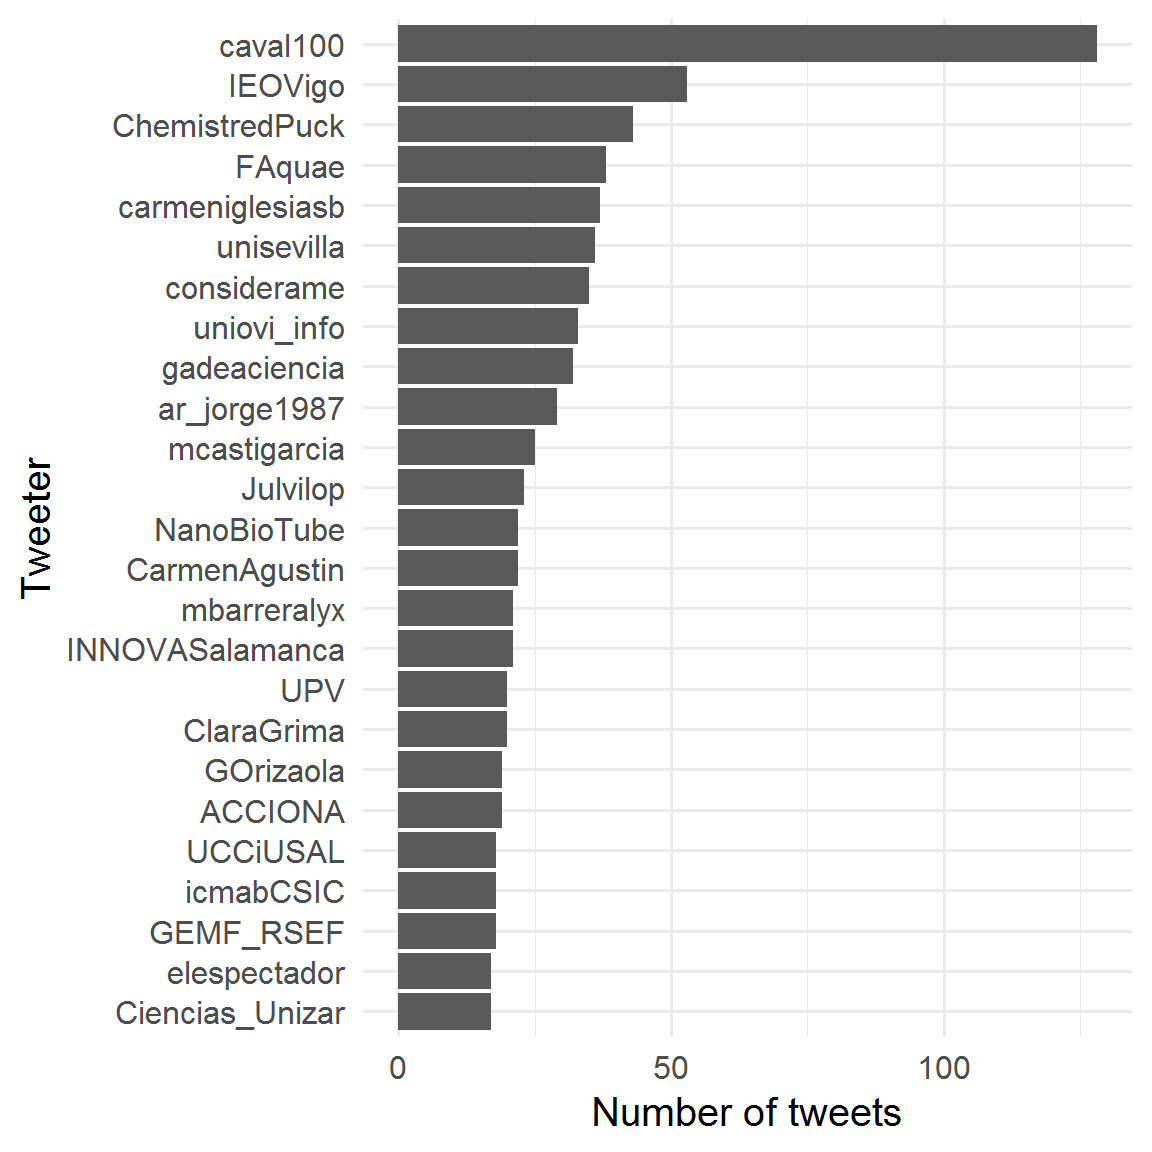 caval100
IEOVigo
ChemistredPuck
FAquae
carmeniglesiasb
unisevilla
considerame
uniovi_info
gadeaciencia
ar_jorge1987
mcastigarcia
Julvilop
NanoBioTube
CarmenAgustin
mbarreralyx
INNOVASalamanca
UPV
ClaraGrima
GOrizaola
ACCIONA
UCCiUSAL
icmabCSIC
GEMF_RSEF
elespectador
Ciencias_Unizar
Tweeter
0 50 100
Number of tweets